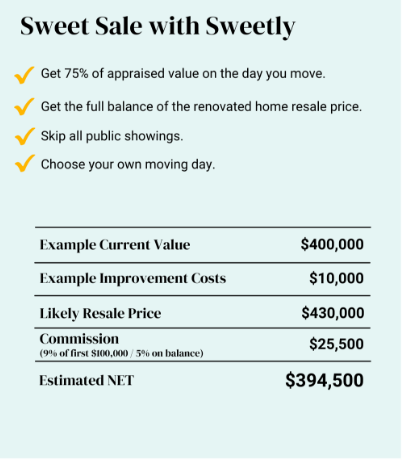 Sweet Sale with Sweetly
Get 75% of appraised value on the day you move.
Get the full balance of the renovated home resale price.
Skip all public showings.
Choose your own moving day.
Example Current Value $400,000
Example Improvement Costs $10,000
Likely Resale Price $430,000
Commission $25,500
(9% of first $100,000 / 5% on balance)
Estimated NET $394,500